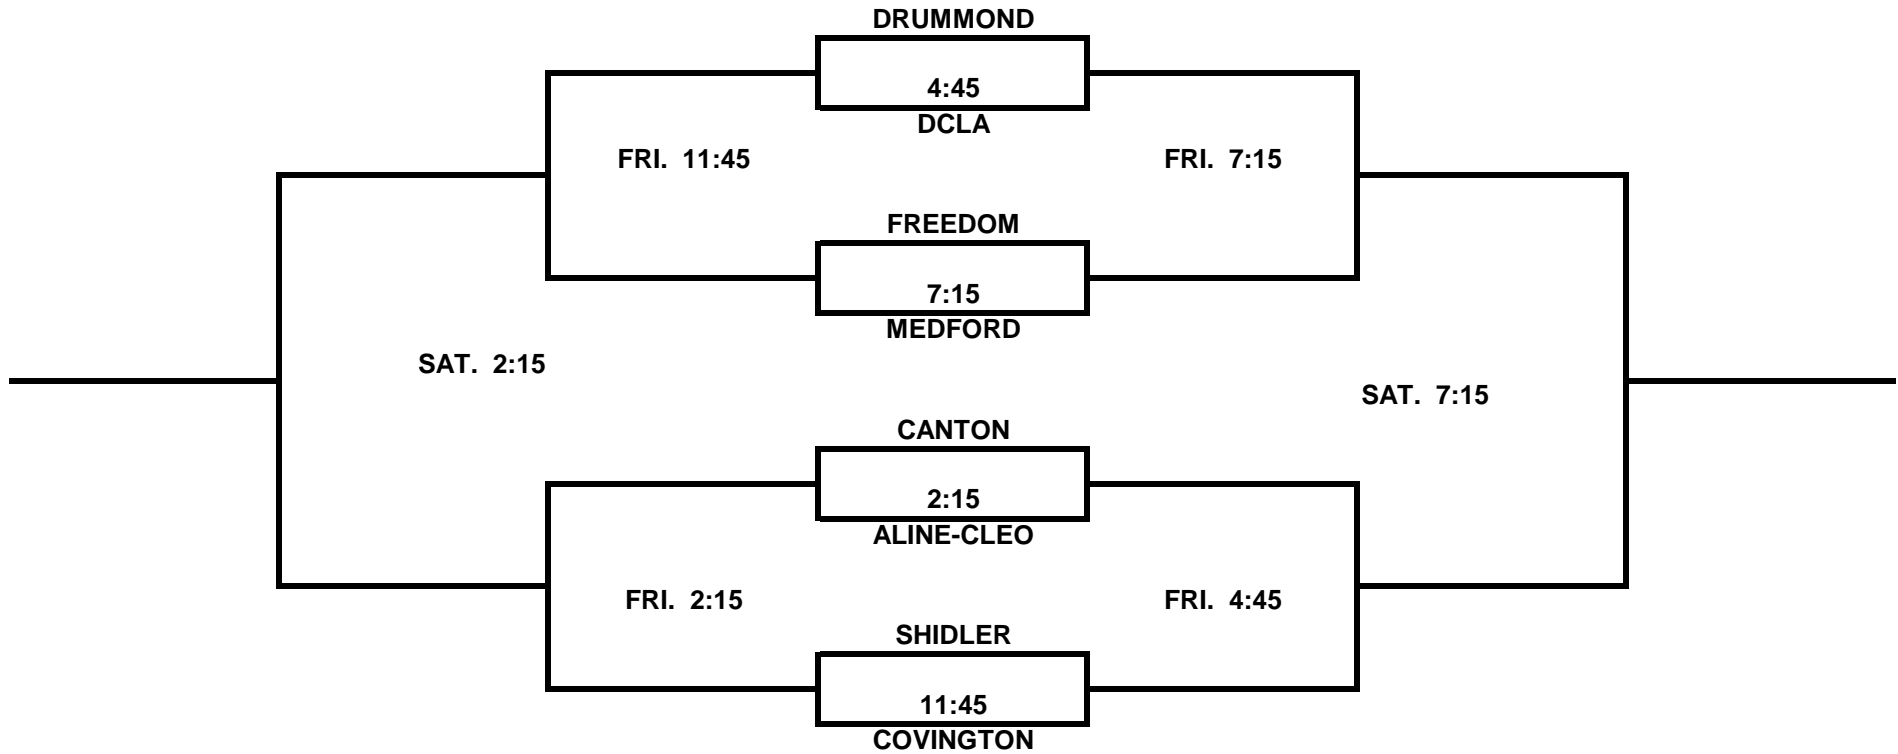 DRUMMOND
4:45
DCLA
FRI. 11:45
FRI. 7:15
FREEDOM
7:15
MEDFORD
SAT. 2:15
SAT. 7:15
CANTON
2:15
ALINE-CLEO
FRI. 2:15
FRI. 4:45
SHIDLER
11:45
COVINGTON